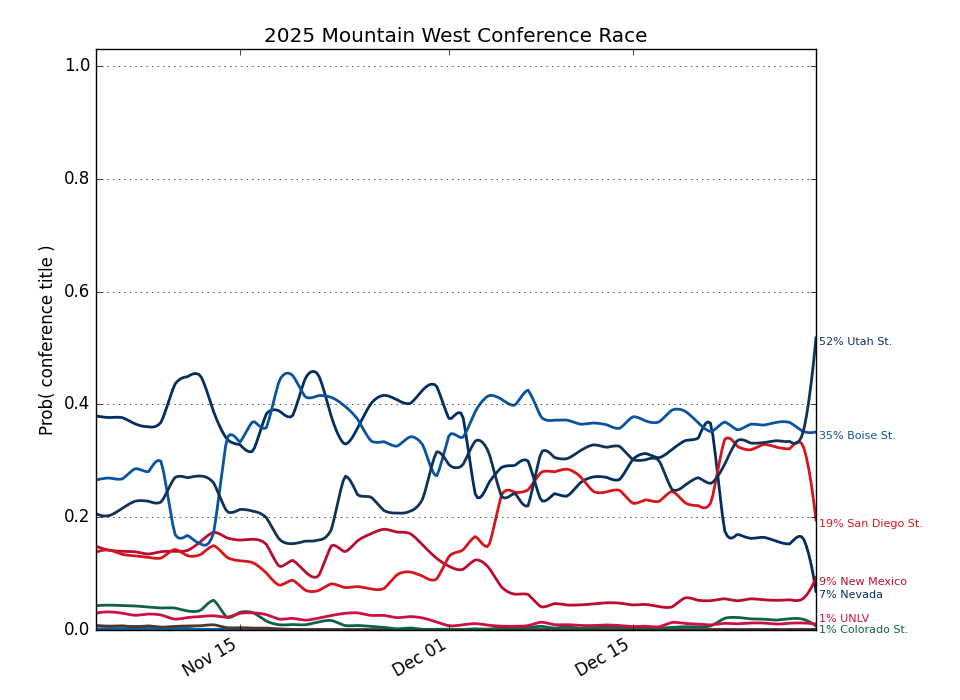 2025 Mountain West Conference Race
Prob( conference title )
1.0
0.8
0.6
0.4
0.2
0.0
Nov 15
Dec 01
Dec 15
52% Utah St.
35% Boise St.
19% San Diego St.
9% New Mexico
7% Nevada
1% UNLV
1% Colorado St.